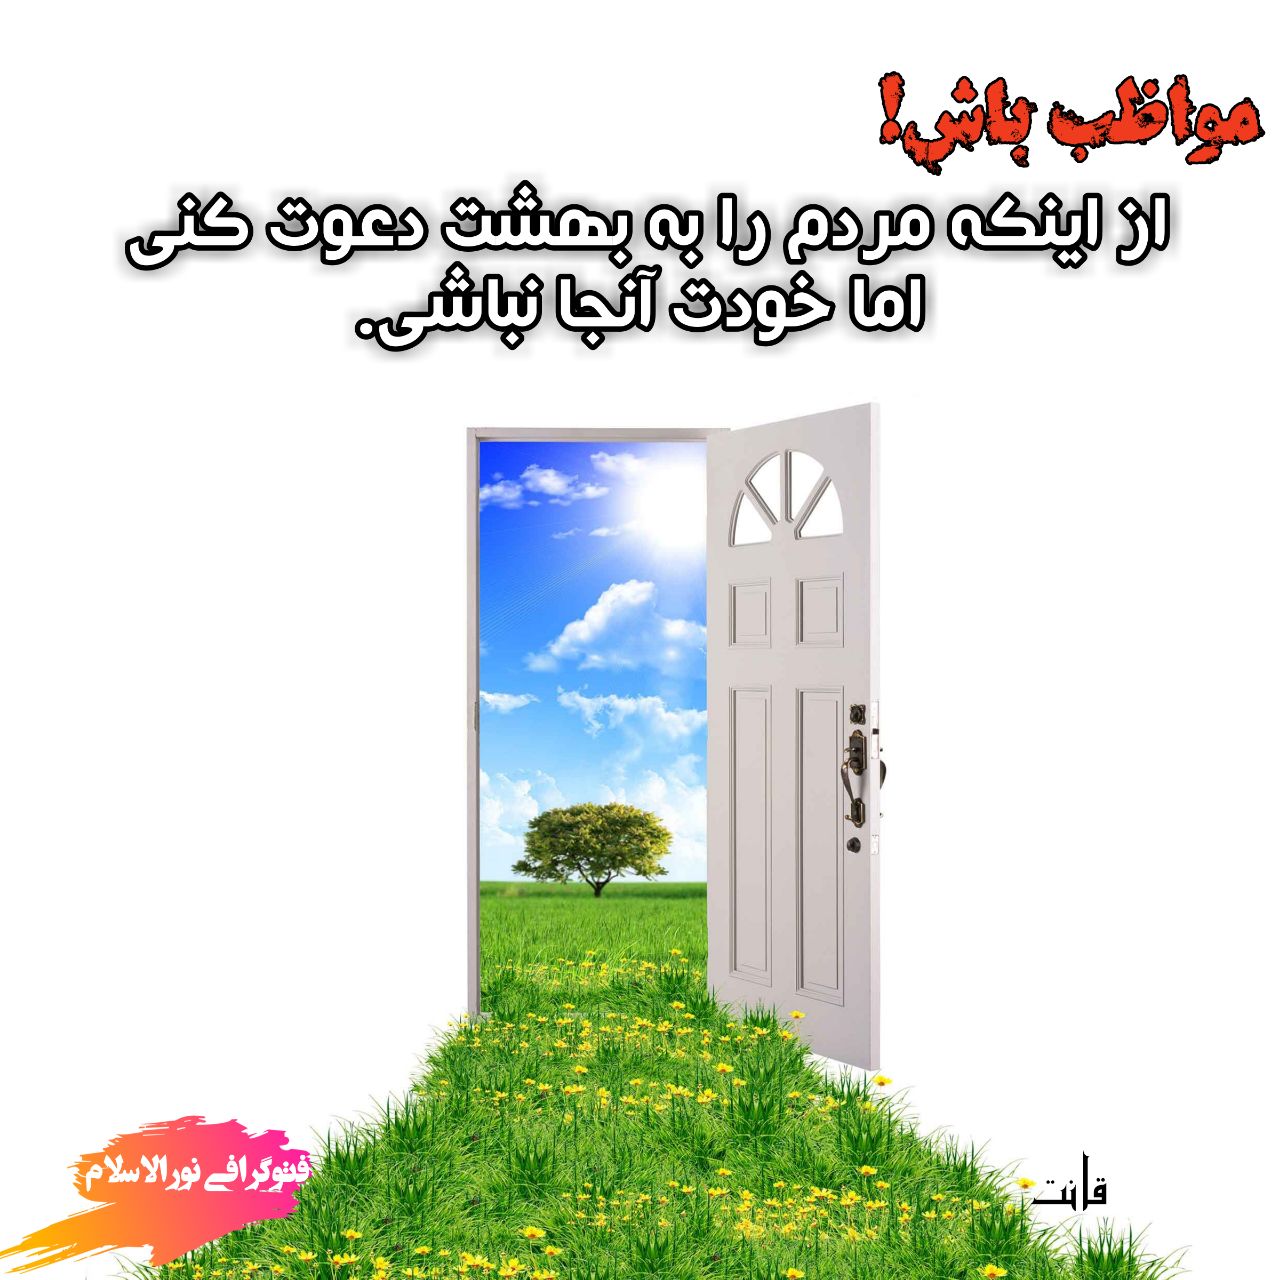 مواظب باش!
از اینکه مردم را به بهشت دعوت کنی
اما خودت آنجا نباشی.
فتوگرافی نورالاسلام
قانت